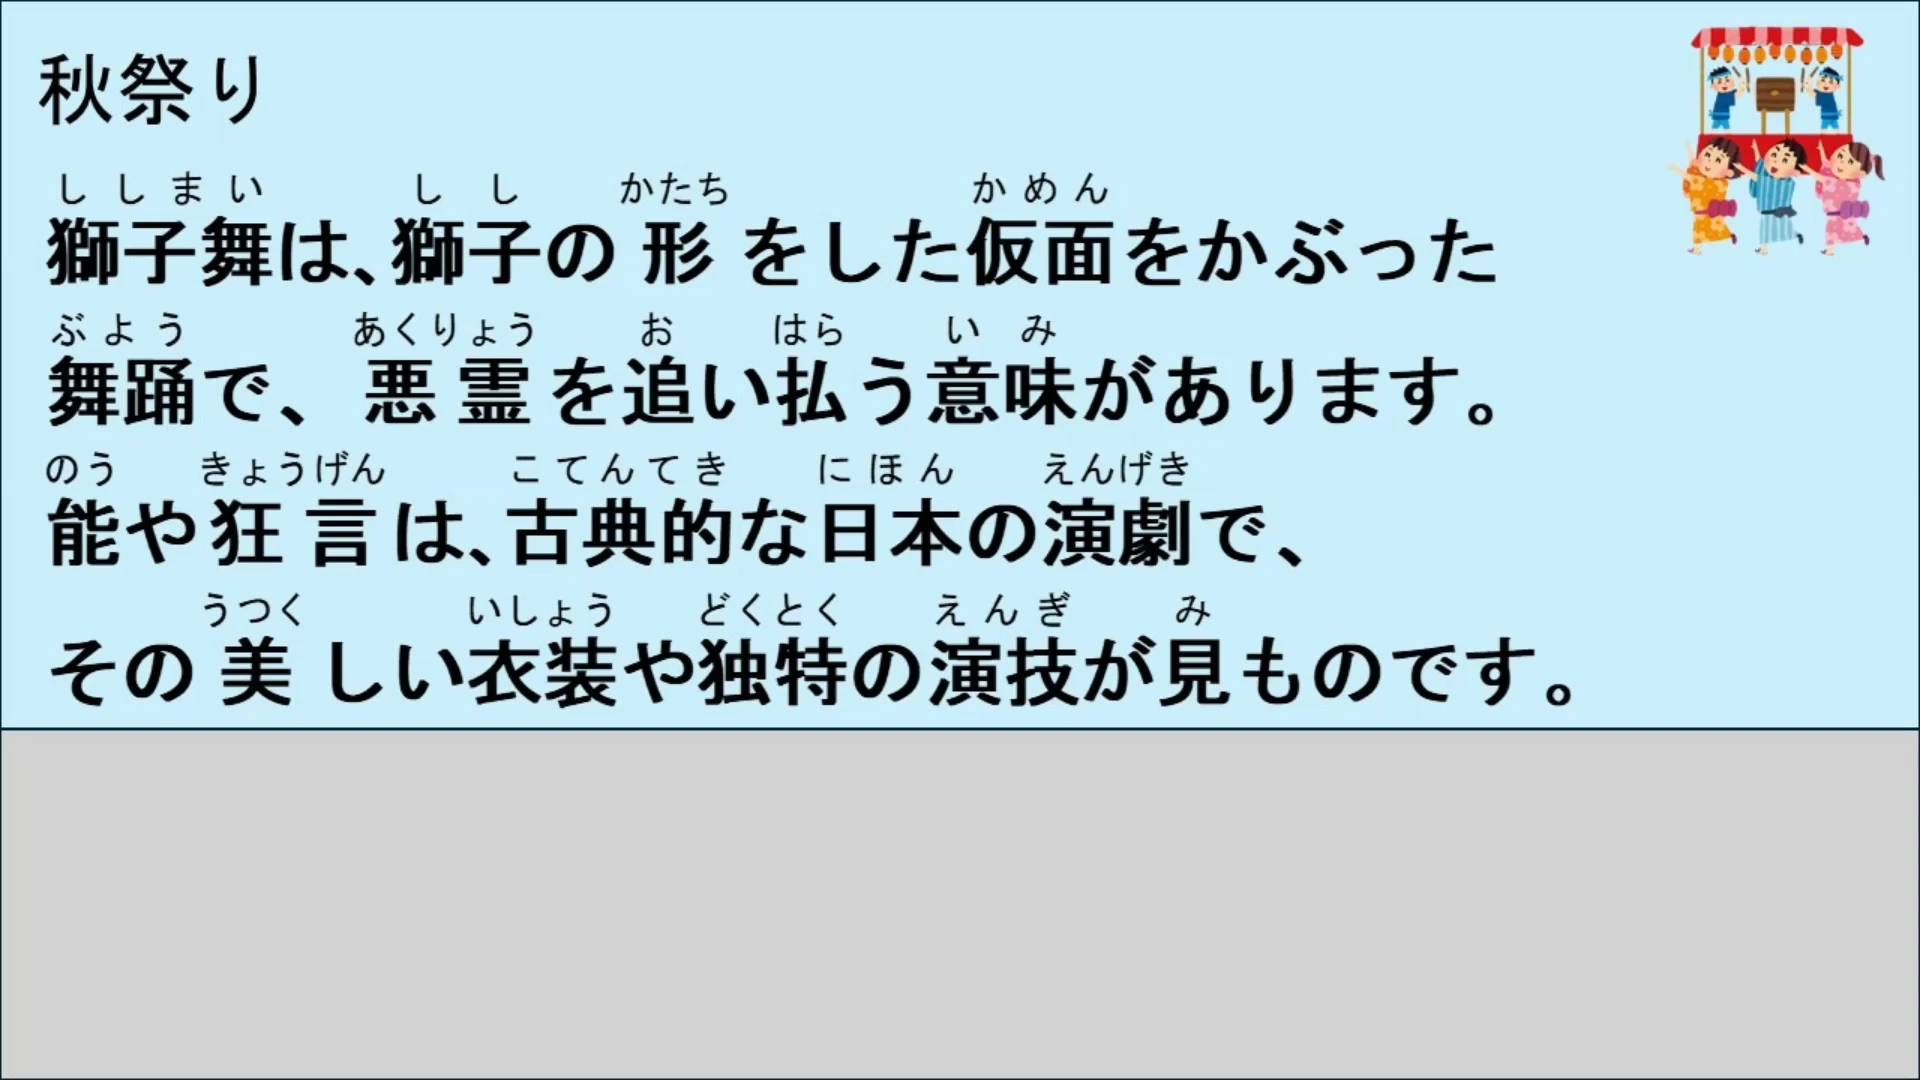 秋祭り
ししまい しし かたち かめん
獅子舞は、獅子の形をした仮面をかぶった
ぶよう あくりょう お はら いみ
舞踊で、悪霊を追い払う意味があります。
のう きょうげん こてんてき にほん えんげき
能や狂言は、古典的な日本の演劇で、
うつく いしょう どくとく えんぎ み
その美しい衣装や独特の演技が見ものです。